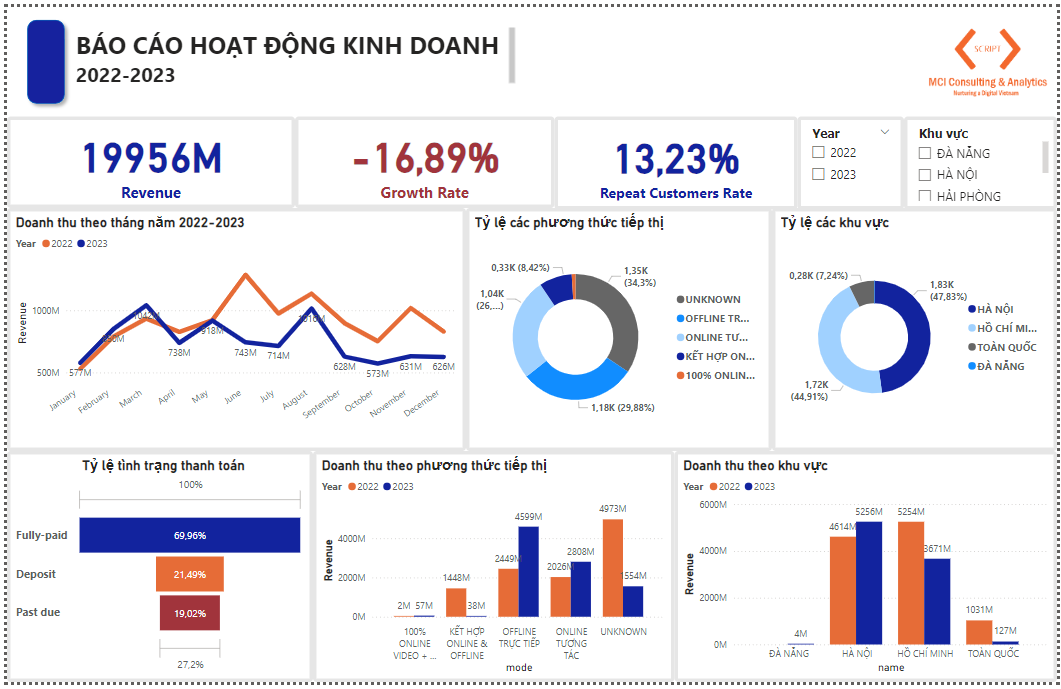 BÁO CÁO HOẠT ĐỘNG KINH DOANH
2022-2023
SCRIPT
MCI Consulting & Analytics
Nurturing a Digital Vietnam
19956M
Revenue
-16,89%
Growth Rate
13,23%
Repeat Customers Rate
Year
2022
2023
Khu vực
ĐÀ NẴNG
HÀ NỘI
HẢI PHÒNG
Doanh thu theo tháng năm 2022-2023
Year 2022 2023
Revenue
1000M
500M
577M
1042M
738M
918M
743M
714M
1016M
628M
573M
631M
626M
January
February
March
April
May
June
July
August
September
October
November
December
Tỷ lệ các phương thức tiếp thị
0,33K (8,42%)
1,35K
(34,3%)
1,04K
(26,...)
1,18K (29,88%)
UNKNOWN
OFFLINE TR...
ONLINE TƯ...
KẾT HỢP ON...
100% ONLIN...
Tỷ lệ các khu vực
0,28K (7,24%)
1,83K
(47,83%)
1,72K
(44,91%)
HÀ NỘI
HỒ CHÍ MI...
TOÀN QUỐC
ĐÀ NẴNG
Tỷ lệ tình trạng thanh toán
100%
Fully-paid
69,96%
Deposit
21,49%
Past due
19,02%
27,2%
Doanh thu theo phương thức tiếp thị
Year 2022 2023
Revenue
4000M
2000M
0M
2M 57M
1448M
38M
2449M
4599M
2026M
2808M
4973M
1554M
100%
ONLINE
VIDEO + ...
KẾT HỢP
ONLINE &
OFFLINE
OFFLINE
TRỰC TIẾP
ONLINE
TƯƠNG
TÁC
UNKNOWN
mode
Doanh thu theo khu vực
Year 2022 2023
Revenue
6000M
4000M
2000M
0M
4M
4614M
5256M
5254M
3671M
1031M
127M
ĐÀ NẴNG
HÀ NỘI
HỒ CHÍ MINH
TOÀN QUỐC
name